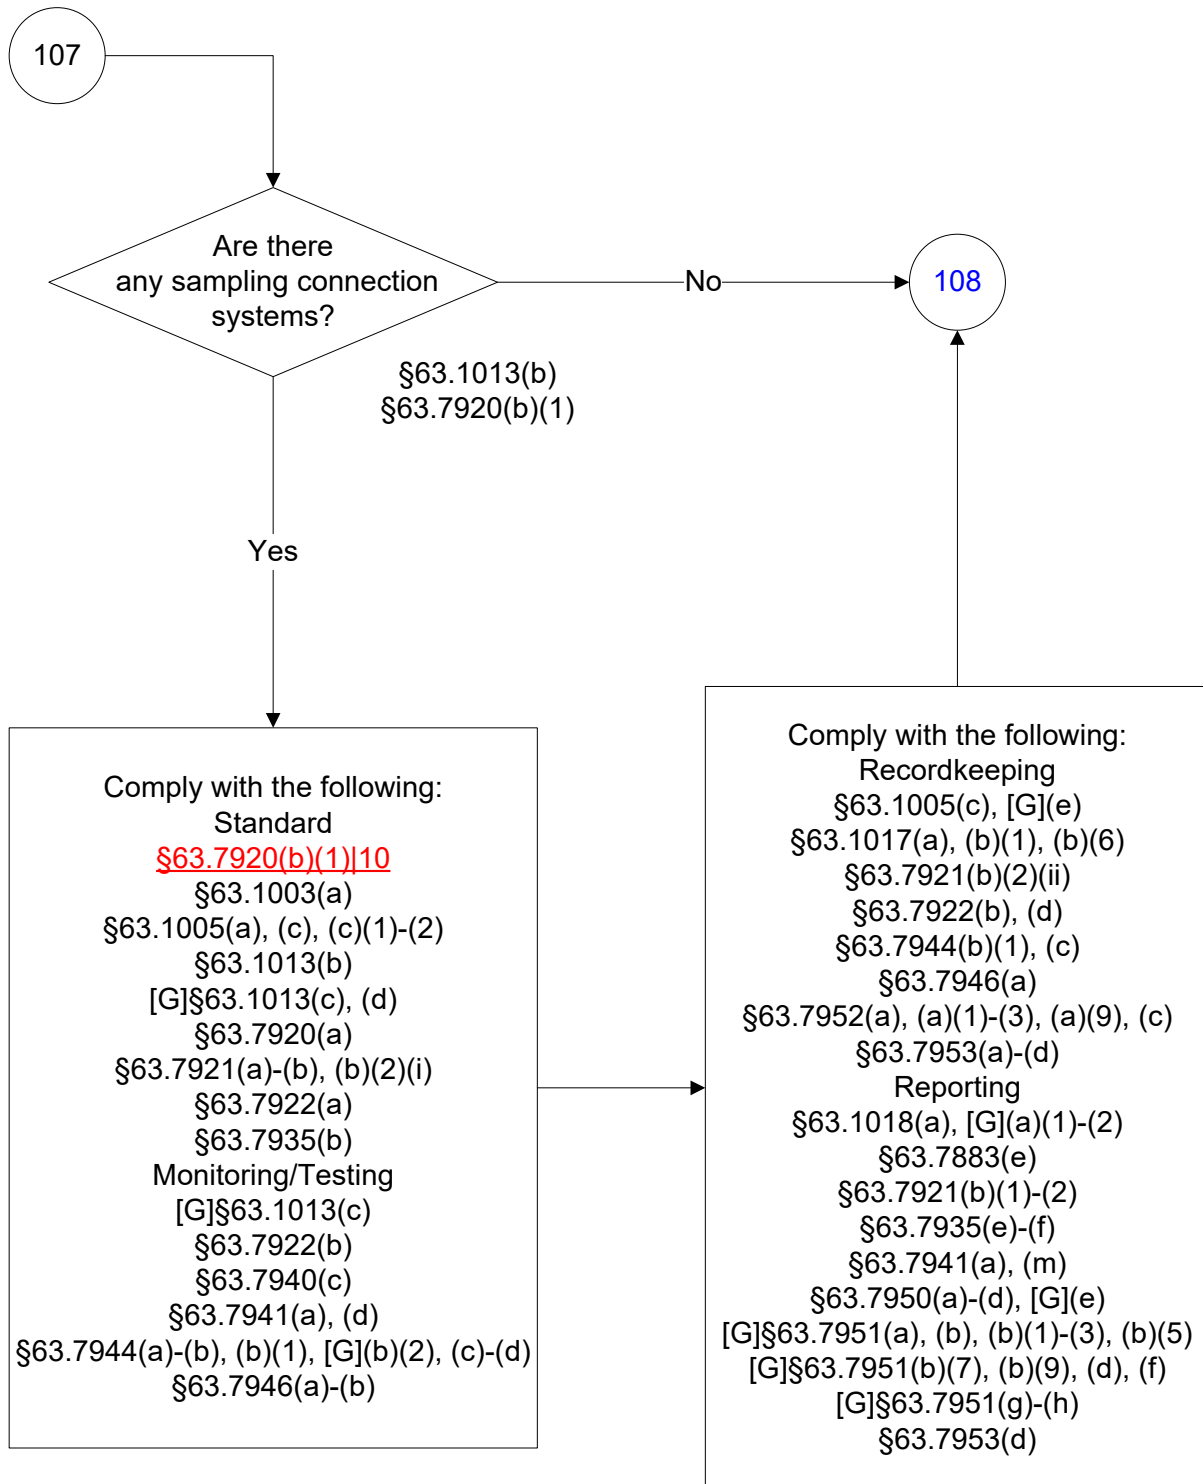 107
Are there
any sampling connection
systems?
No
108
§63.1013(b)
§63.7920(b)(1)
Yes
Comply with the following:
Standard
§63.7920(b)(1)|10
§63.1003(a)
§63.1005(a), (c), (c)(1)-(2)
§63.1013(b)
[G]§63.1013(c), (d)
§63.7920(a)
§63.7921(a)-(b), (b)(2)(i)
§63.7922(a)
§63.7935(b)
Monitoring/Testing
[G]§63.1013(c)
§63.7922(b)
§63.7940(c)
§63.7941(a), (d)
§63.7944(a)-(b), (b)(1), [G](b)(2), (c)-(d)
§63.7946(a)-(b)
Comply with the following:
Recordkeeping
§63.1005(c), [G](e)
§63.1017(a), (b)(1), (b)(6)
§63.7921(b)(2)(ii)
§63.7922(b), (d)
§63.7944(b)(1), (c)
§63.7946(a)
§63.7952(a), (a)(1)-(3), (a)(9), (c)
§63.7953(a)-(d)
Reporting
§63.1018(a), [G](a)(1)-(2)
§63.7883(e)
§63.7921(b)(1)-(2)
§63.7935(e)-(f)
§63.7941(a), (m)
§63.7950(a)-(d), [G](e)
[G]§63.7951(a), (b), (b)(1)-(3), (b)(5)
[G]§63.7951(b)(7), (b)(9), (d), (f)
[G]§63.7951(g)-(h)
§63.7953(d)